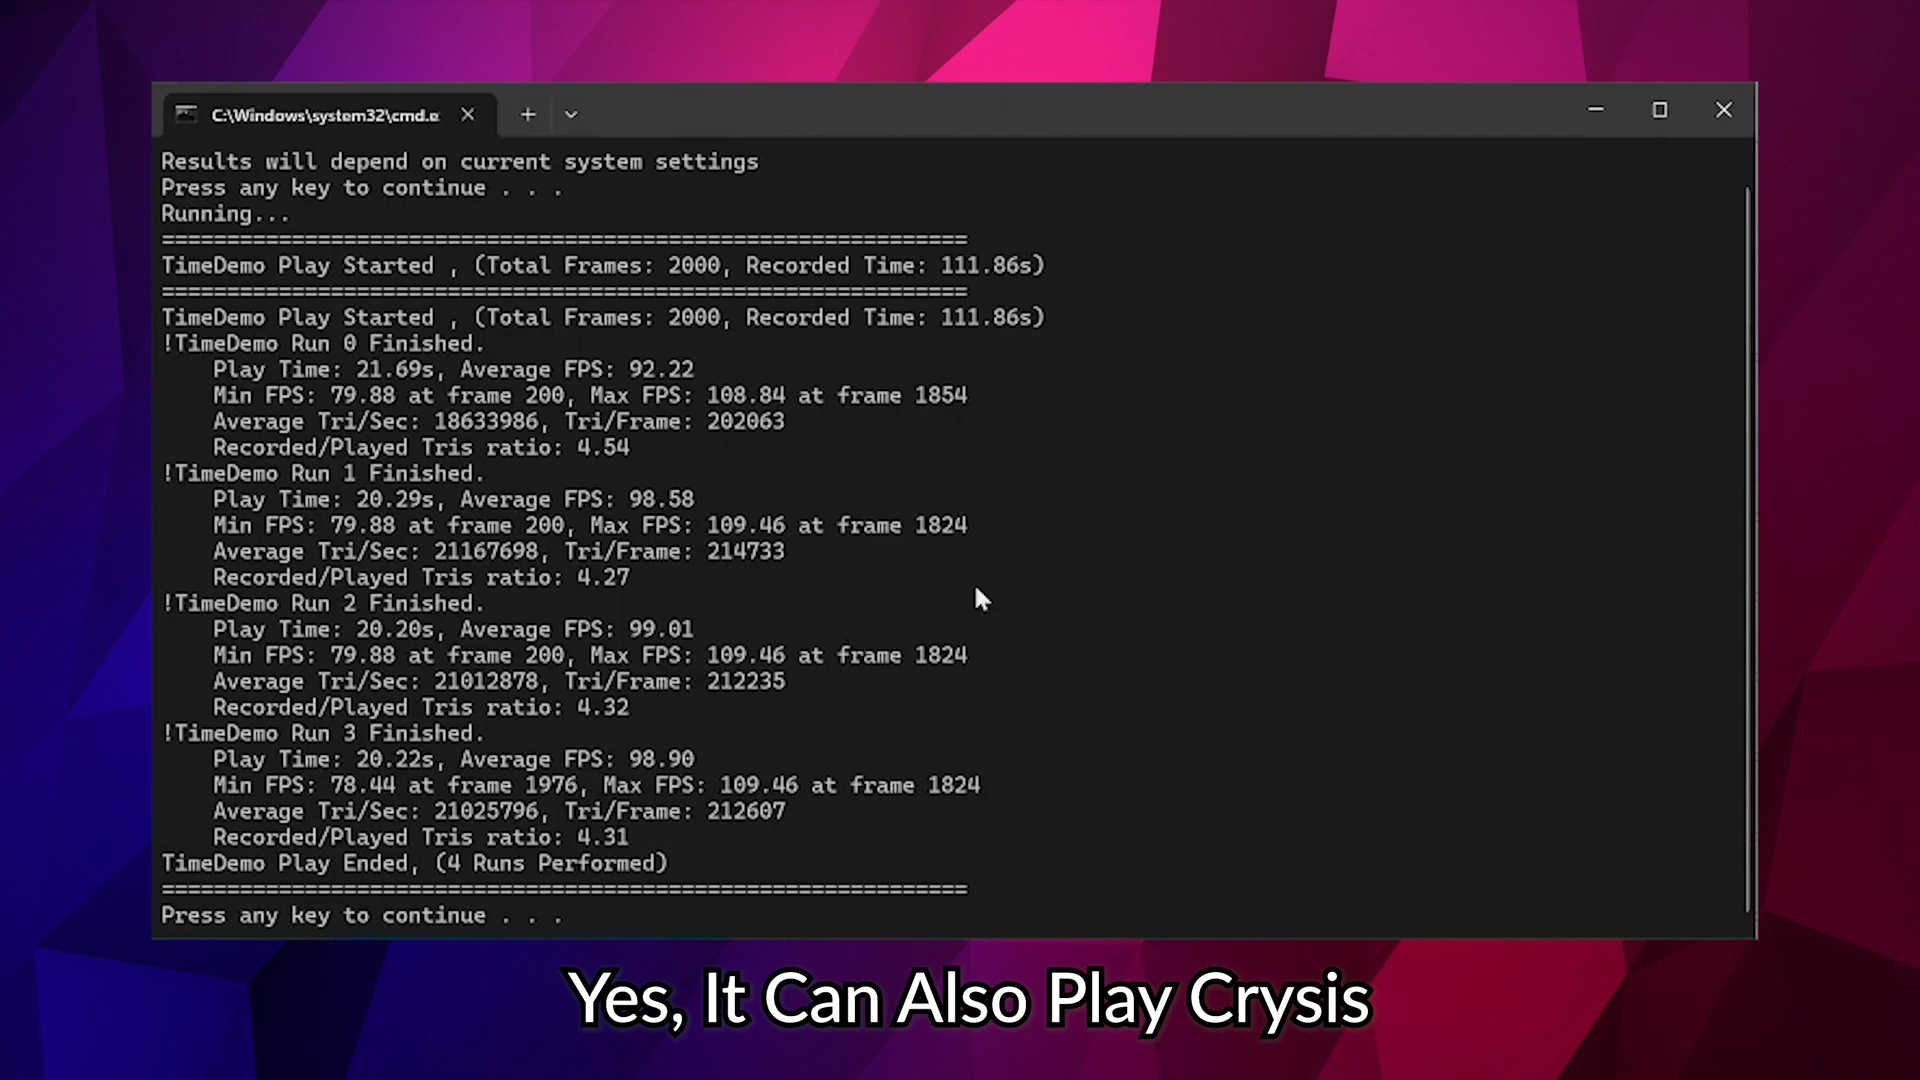 C:\Windows\system32\cmd.e
Results will depend on current system settings
Press any key to continue . . .
Running...
==============================================================
TimeDemo Play Started , (Total Frames: 2000, Recorded Time: 111.86s)
==============================================================
TimeDemo Play Started , (Total Frames: 2000, Recorded Time: 111.86s)
!TimeDemo Run 0 Finished.
    Play Time: 21.69s, Average FPS: 92.22
    Min FPS: 79.88 at frame 200, Max FPS: 108.84 at frame 1854
    Average Tri/Sec: 18633986, Tri/Frame: 202063
    Recorded/Played Tris ratio: 4.54
!TimeDemo Run 1 Finished.
    Play Time: 20.29s, Average FPS: 98.58
    Min FPS: 79.88 at frame 200, Max FPS: 109.46 at frame 1824
    Average Tri/Sec: 21167698, Tri/Frame: 214733
    Recorded/Played Tris ratio: 4.27
!TimeDemo Run 2 Finished.
    Play Time: 20.20s, Average FPS: 99.01
    Min FPS: 79.88 at frame 200, Max FPS: 109.46 at frame 1824
    Average Tri/Sec: 21012878, Tri/Frame: 212235
    Recorded/Played Tris ratio: 4.32
!TimeDemo Run 3 Finished.
    Play Time: 20.22s, Average FPS: 98.90
    Min FPS: 78.44 at frame 1976, Max FPS: 109.46 at frame 1824
    Average Tri/Sec: 21025796, Tri/Frame: 212607
    Recorded/Played Tris ratio: 4.31
TimeDemo Play Ended, (4 Runs Performed)
==============================================================
Press any key to continue . . .
Yes, It Can Also Play Crysis